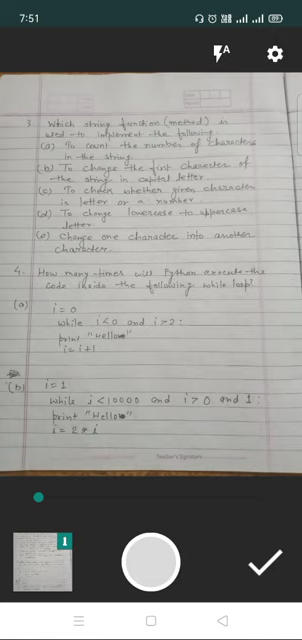 7:51
89
A
3. Which string function (method) is
used to implement the following:
(a) To count the number of characters
in the string.
(b) To change the first character of
the string in capital letter.
(c) To check whether given character
is letter or a number.
(d) To change lowercase to uppercase
letter.
(e) Change one character into another
character.
4. How many times will Python execute the
code inside the following while loop?
(a)
i = 0
while i<0 and i>2:
print "Hello"
i = i+1
(b)
i = 1
while i<10000 and i>0 and 1:
print "Hello"
i = 2 * i
Teacher's Signature
1